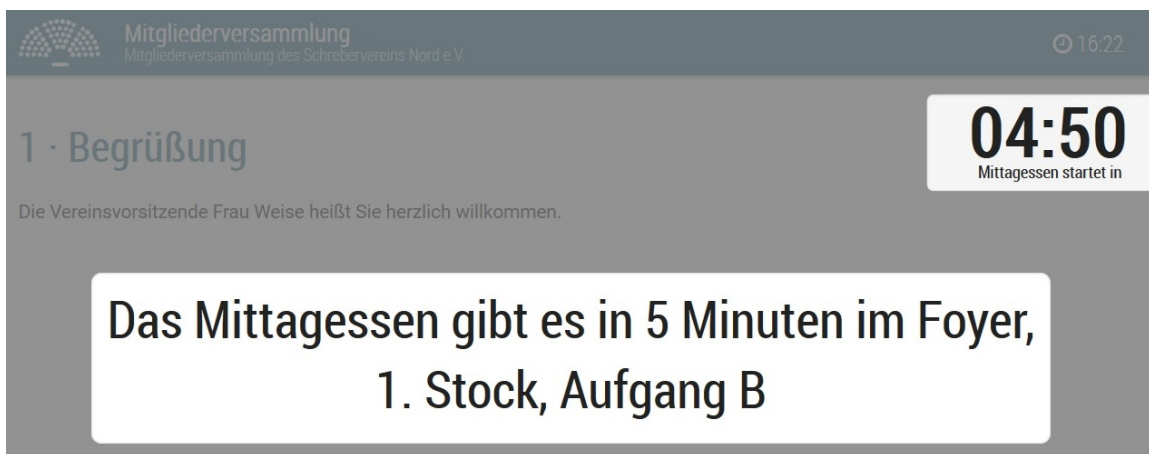 Mitgliederversammlung
Mitgliederversammlung des Schrebervereins Nord e.V.
16:22
1 · Begrüßung
04:50
Mittagessen startet in
Die Vereinsvorsitzende Frau Weise heißt Sie herzlich willkommen.
Das Mittagessen gibt es in 5 Minuten im Foyer,
1. Stock, Aufgang B